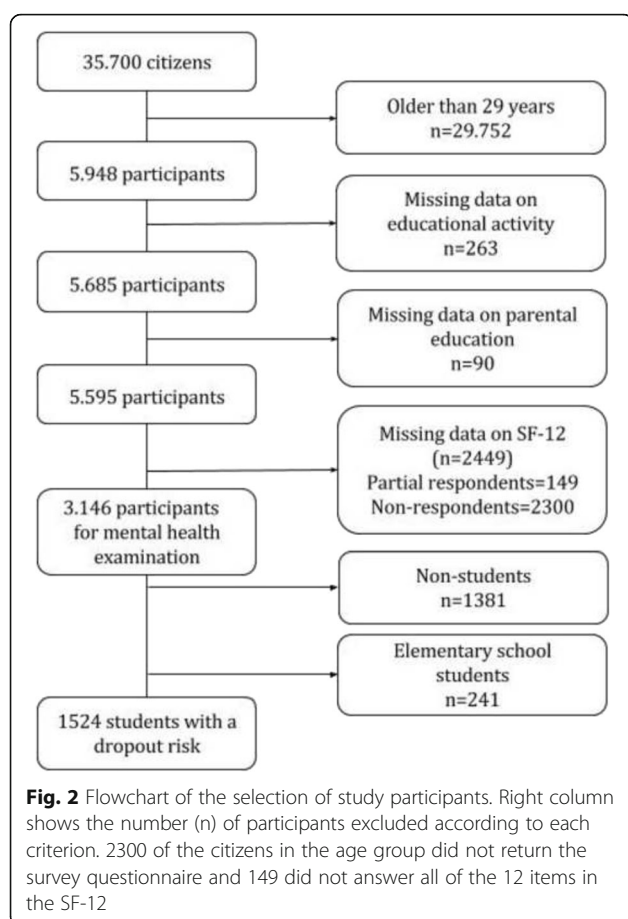 35.700 citizens
Older than 29 years
n=29.752
5.948 participants
Missing data on
educational activity
n=263
5.685 participants
Missing data on parental
education
n=90
5.595 participants
Missing data on SF-12
(n=2449)
Partial respondents=149
Non-respondents=2300
3.146 participants
for mental health
examination
Non-students
n=1381
Elementary school
students
n=241
1524 students with a
dropout risk
Fig. 2 Flowchart of the selection of study participants. Right column
shows the number (n) of participants excluded according to each
criterion. 2300 of the citizens in the age group did not return the
survey questionnaire and 149 did not answer all of the 12 items in
the SF-12